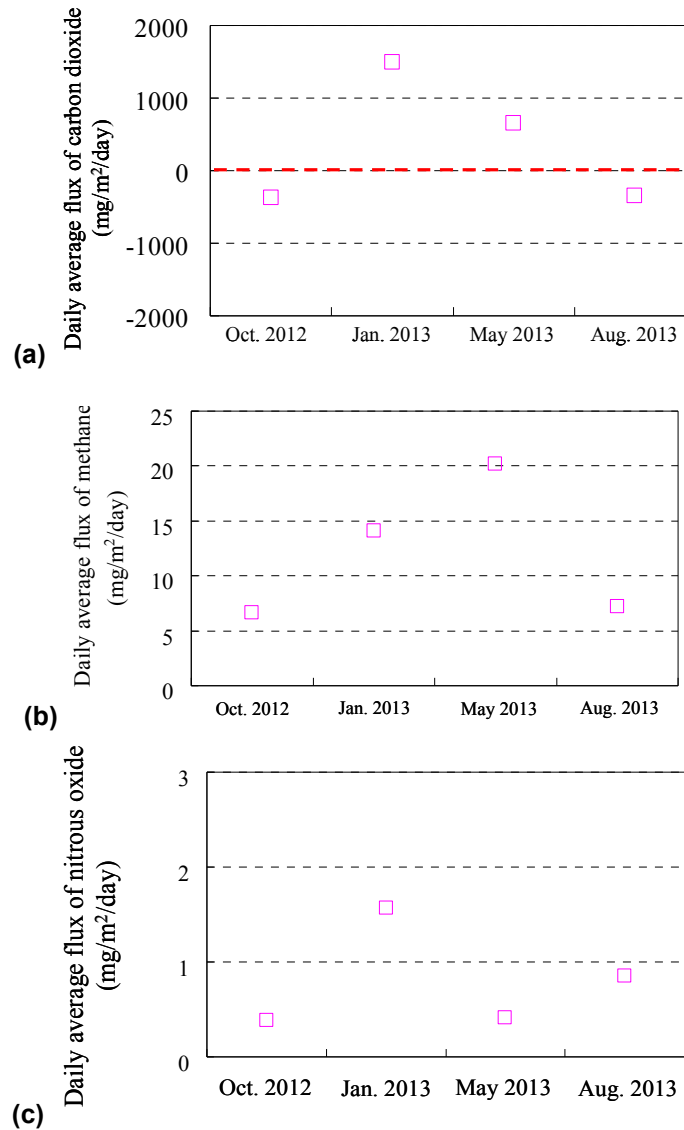 Daily average flux of carbon dioxide
(mg/m²/day)
2000
1000
0
-1000
-2000
Oct. 2012 Jan. 2013 May 2013 Aug. 2013
(a)
Daily average flux of methane
(mg/m²/day)
25
20
15
10
5
0
Oct. 2012 Jan. 2013 May 2013 Aug. 2013
(b)
Daily average flux of nitrous oxide
(mg/m²/day)
3
2
1
0
Oct. 2012 Jan. 2013 May 2013 Aug. 2013
(c)